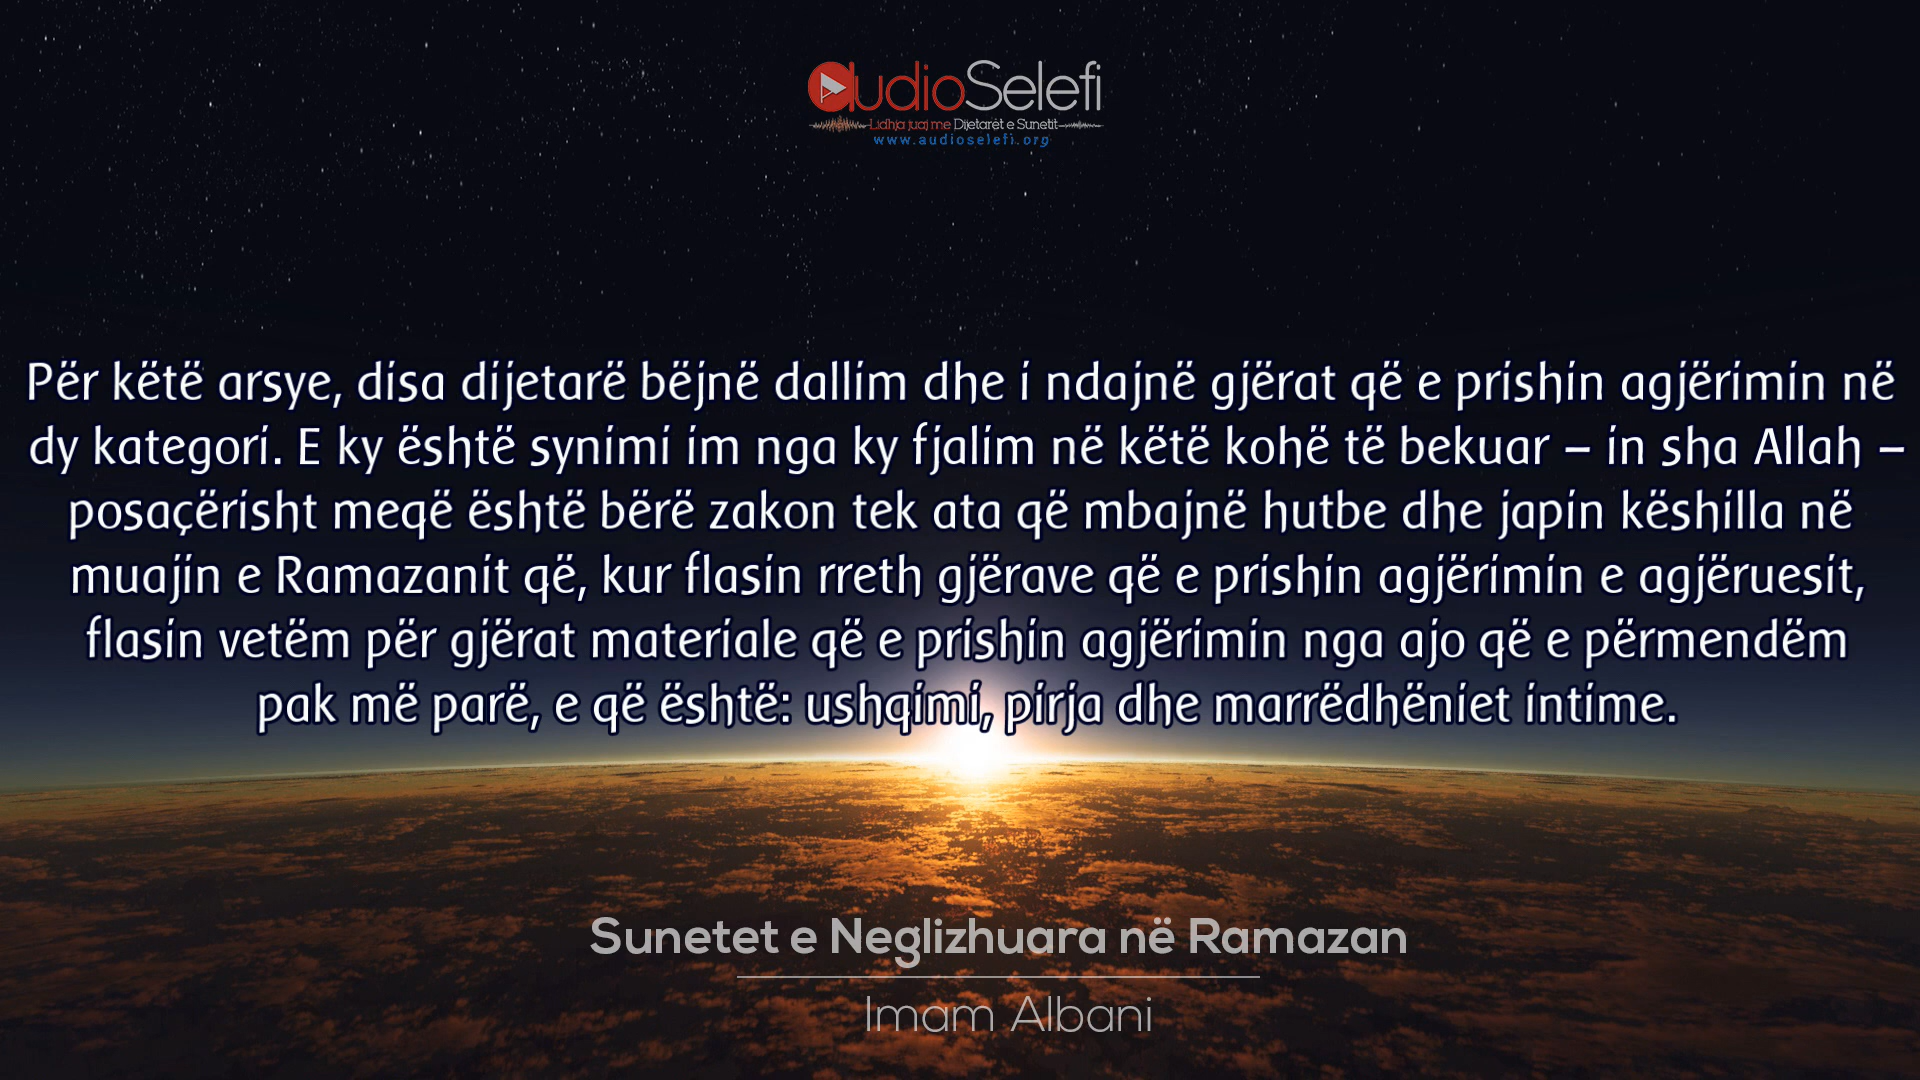 audioSelefi
Lidhja juaj me Dijetarët e Sunetit
www.audioselefi.org
Për këtë arsye, disa dijetarë bëjnë dallim dhe i ndajnë gjërat që e prishin agjërimin në
dy kategori. E ky është synimi im nga ky fjalim në këtë kohë të bekuar – in sha Allah –
posaçërisht meqë është bërë zakon tek ata që mbajnë hutbe dhe japin këshilla në
muajin e Ramazanit që, kur flasin rreth gjërave që e prishin agjërimin e agjëruesit,
flasin vetëm për gjërat materiale që e prishin agjërimin nga ajo që e përmendëm
pak më parë, e që është: ushqimi, pirja dhe marrëdhëniet intime.
Sunetet e Neglizhuara në Ramazan
Imam Albani